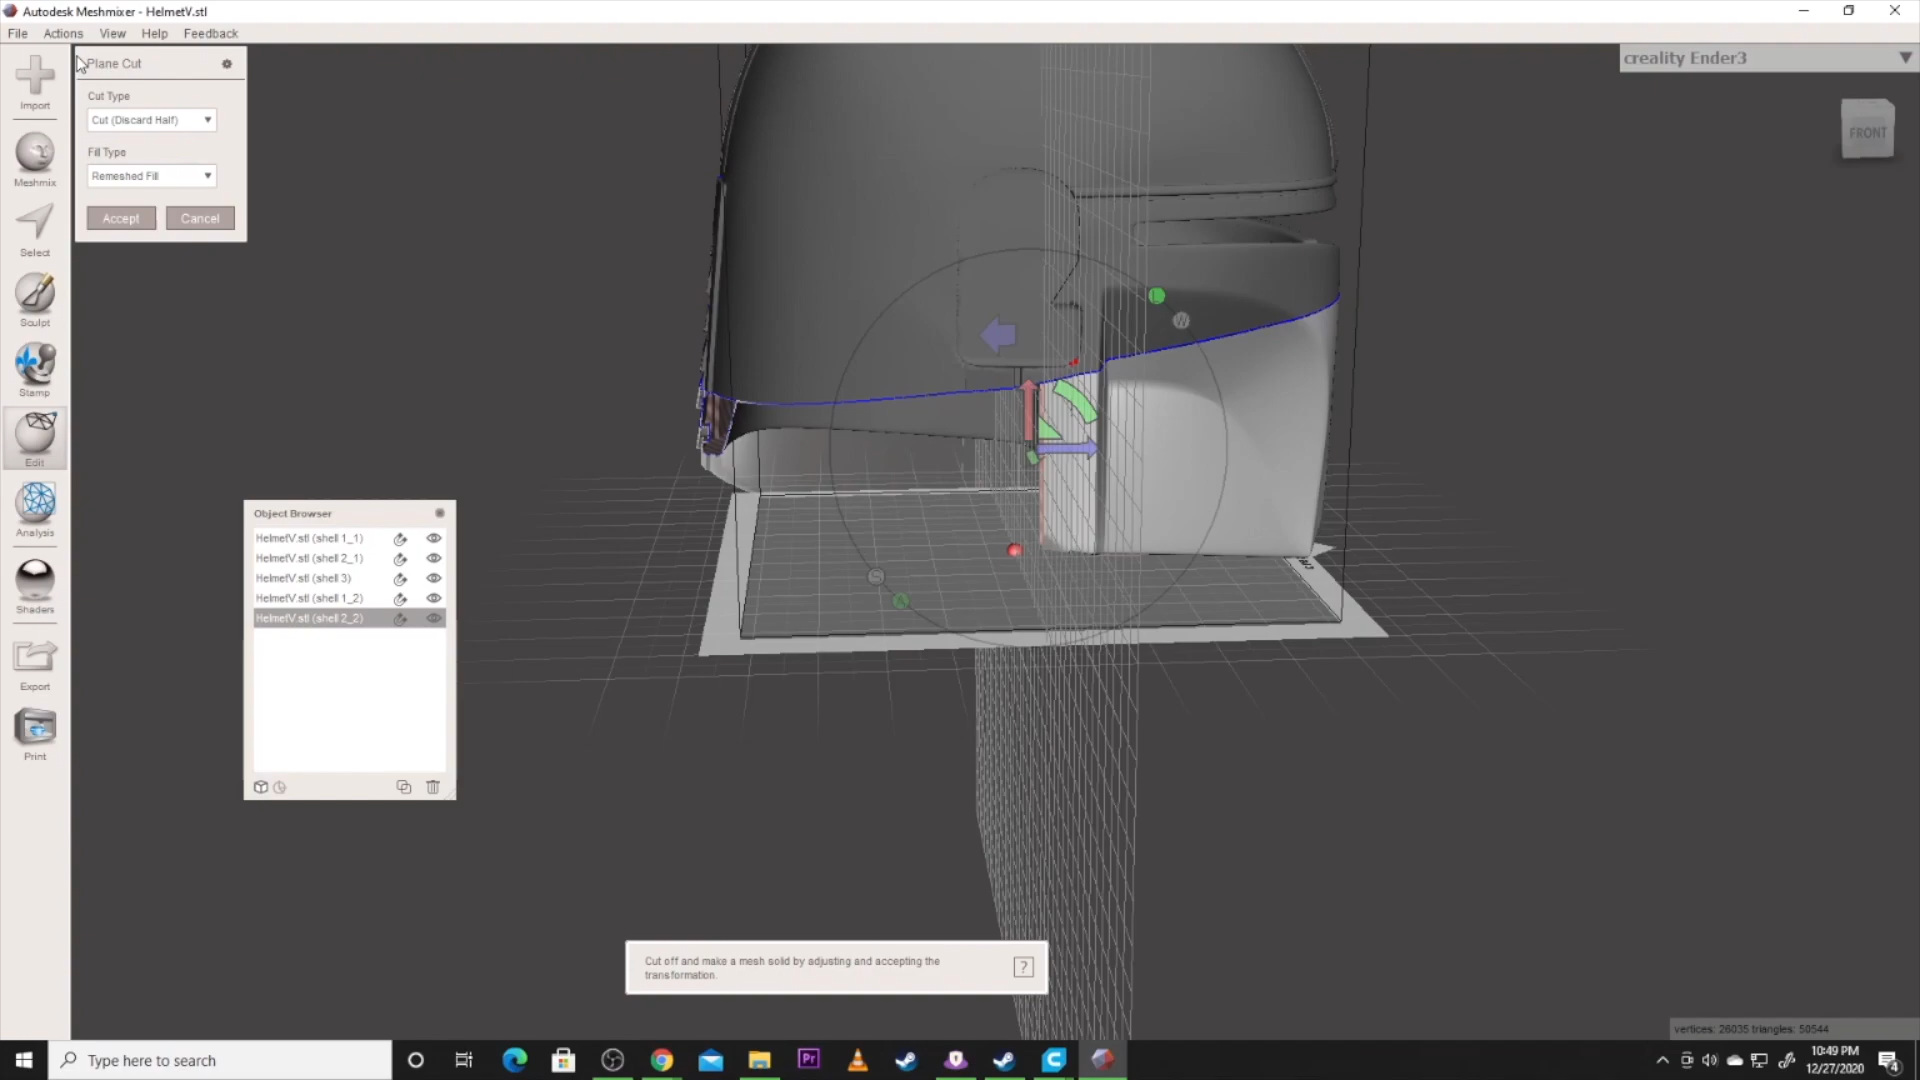 Autodesk Meshmixer - HelmetV.stl
File Actions View Help Feedback
Plane Cut
Cut Type
Cut (Discard Half)
Fill Type
Remeshed Fill
Accept Cancel
Import
Meshmix
Select
Sculpt
Stamp
Edit
Analysis
Shaders
Export
Print
creality Ender3
FRONT
Object Browser
HelmetV.stl (shell 1_1)
HelmetV.stl (shell 2_1)
HelmetV.stl (shell 3)
HelmetV.stl (shell 1_2)
HelmetV.stl (shell 2_2)
W
S
A
Cut off and make a mesh solid by adjusting and accepting the
transformation.
?
vertices: 26035 triangles: 50544
Type here to search
Pr
10:49 PM
12/27/2020
4